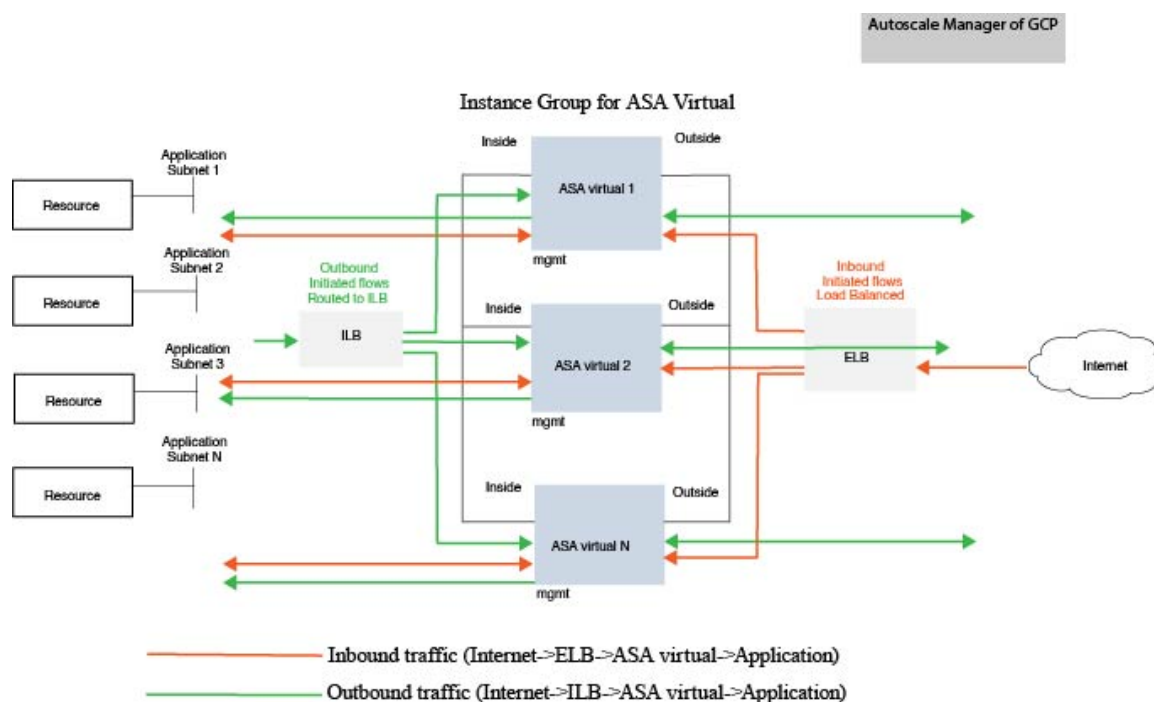 Autoscale Manager of GCP
Instance Group for ASA Virtual
Application
Subnet 1
Resource
Application
Subnet 2
Resource
Application
Subnet 3
Resource
Application
Subnet N
Resource
Outbound
Initiated flows
Routed to ILB
ILB
Inside
Outside
ASA virtual 1
mgmt
Inside
Outside
ASA virtual 2
mgmt
Inside
Outside
ASA virtual N
mgmt
Inbound
Initiated flows
Load Balanced
ELB
Internet
Inbound traffic (Internet->ELB->ASA virtual->Application)
Outbound traffic (Internet->ILB->ASA virtual->Application)